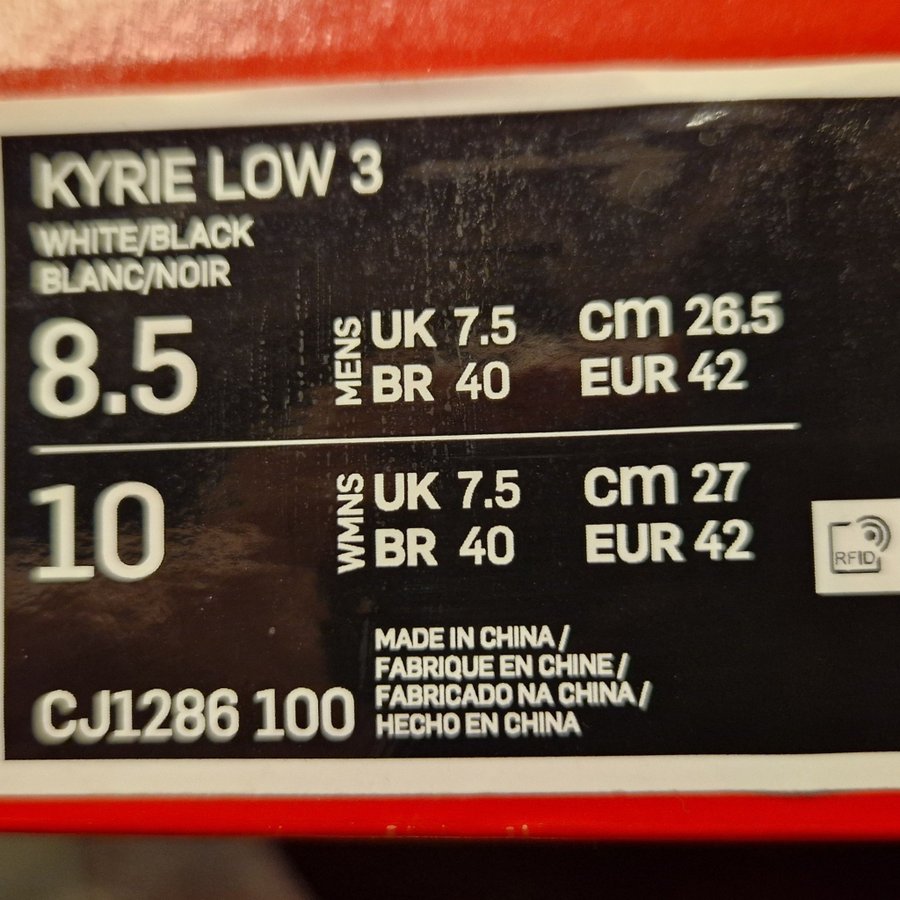 KYRIE LOW 3
WHITE/BLACK
BLANC/NOIR
8.5 MENS UK 7.5 CM 26.5
BR 40 EUR 42
10 WMNS UK 7.5 CM 27
BR 40 EUR 42
RFID
CJ1286 100
MADE IN CHINA /
FABRIQUE EN CHINE /
FABRICADO NA CHINA /
HECHO EN CHINA